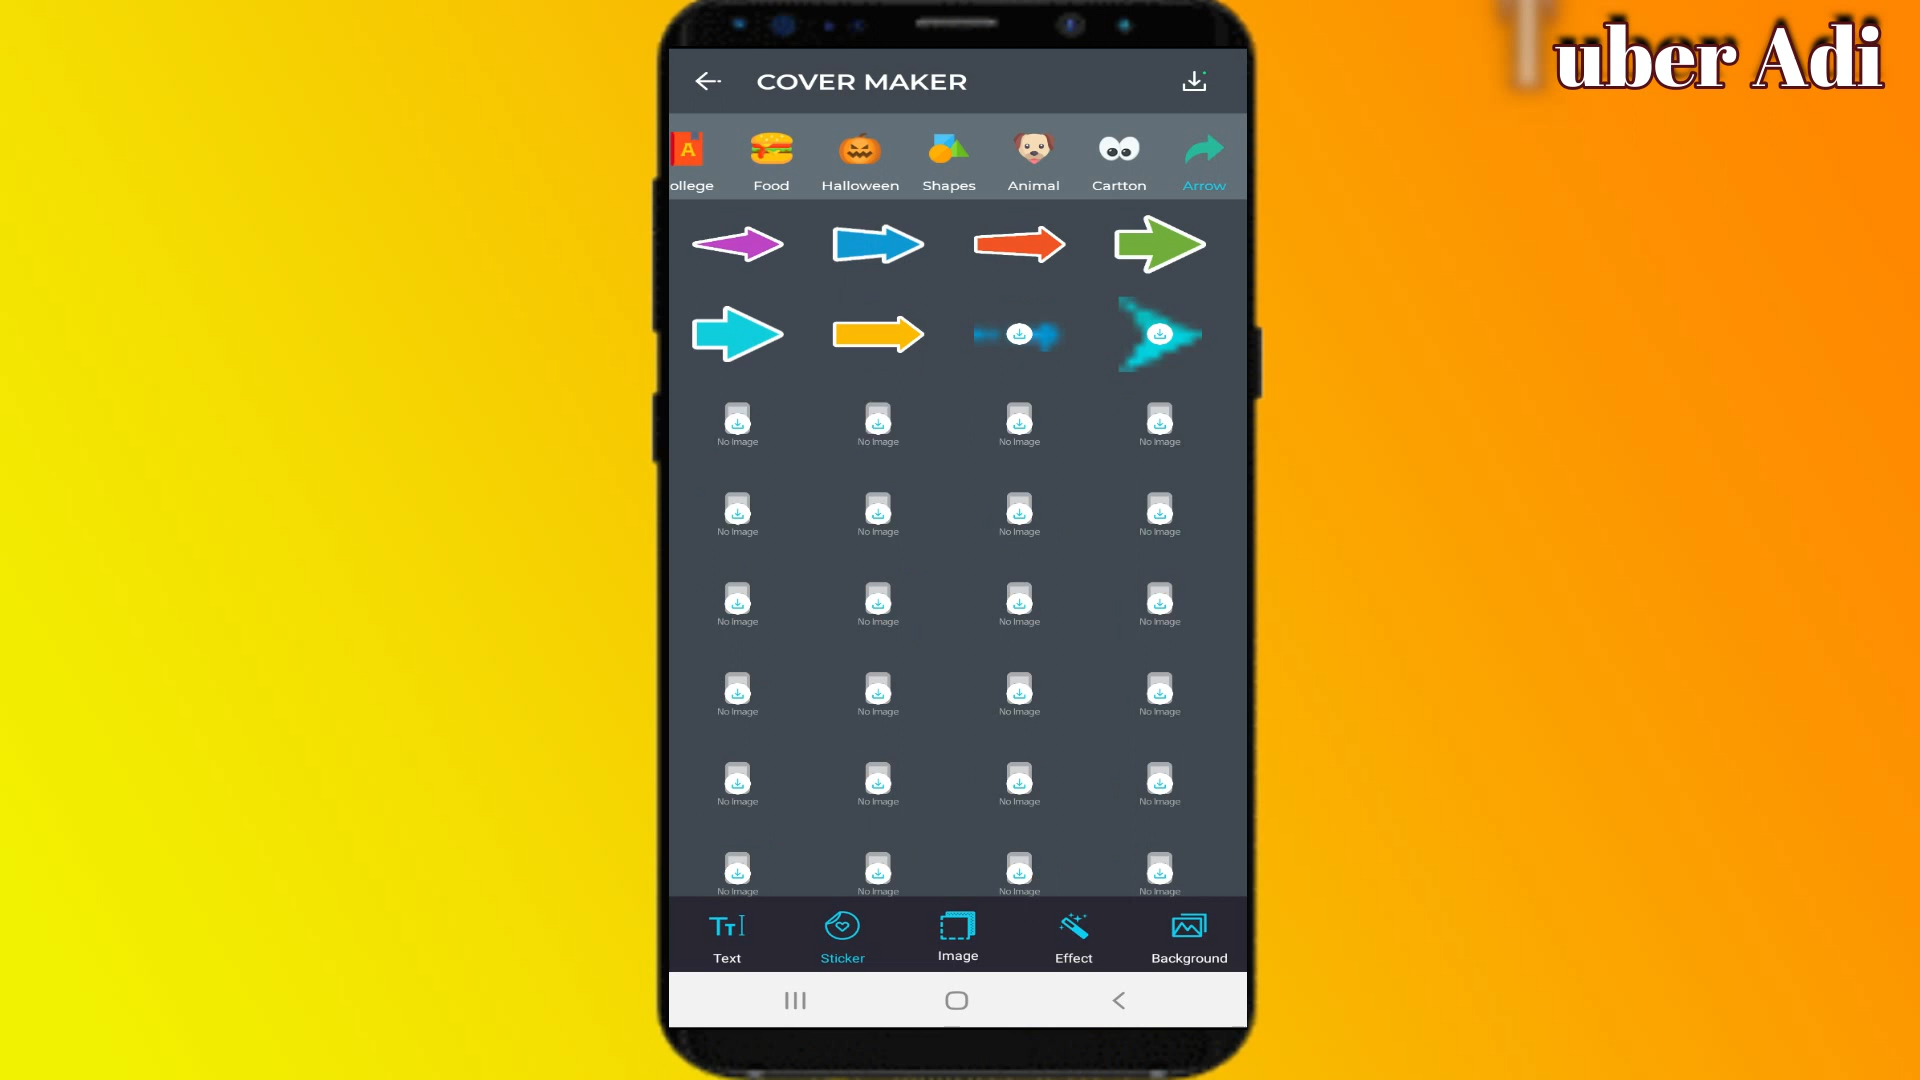 uber Adi
COVER MAKER
A
ollege Food Halloween Shapes Animal Cartton Arrow
No Image No Image No Image No Image
No Image No Image No Image No Image
No Image No Image No Image No Image
No Image No Image No Image No Image
No Image No Image No Image No Image
No Image No Image No Image No Image
TT
Text Sticker Image Effect Background